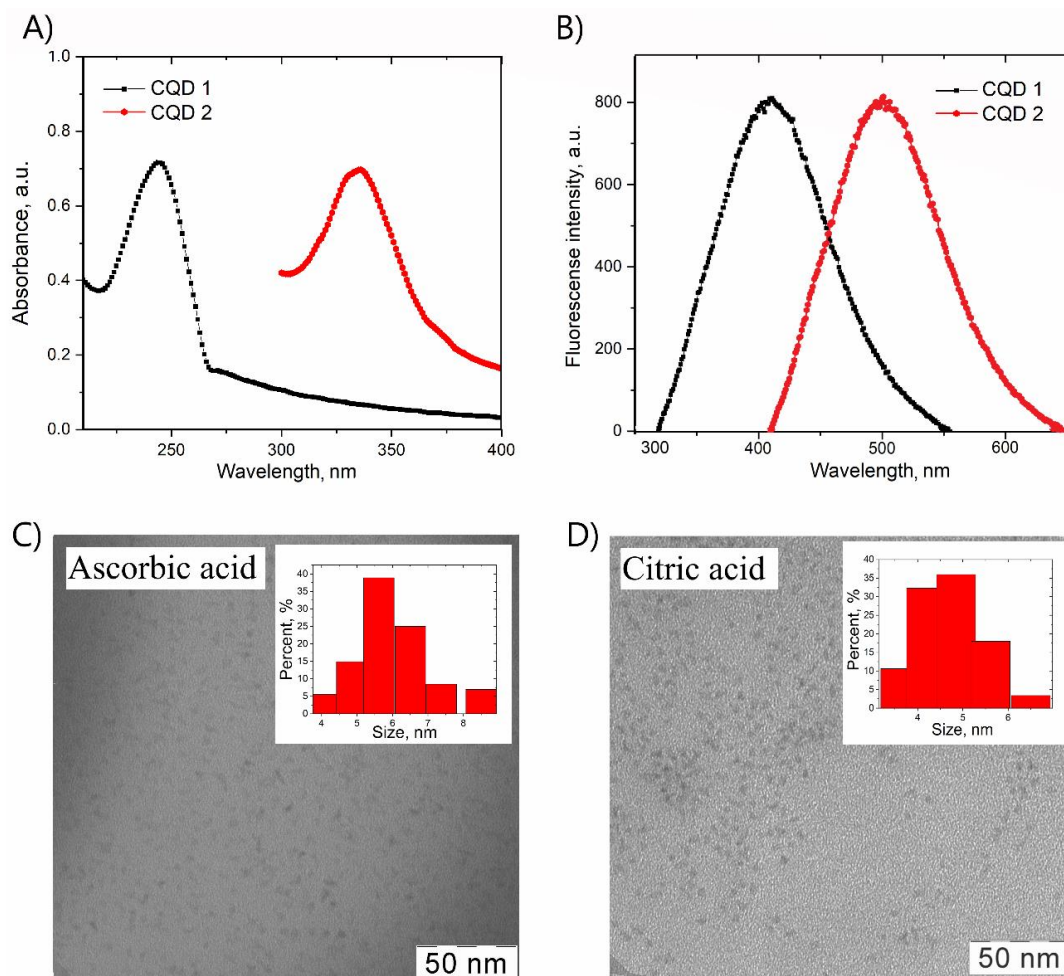 A)
1.0
0.8
0.6
0.4
0.2
0.0
Absorbance, a.u.
CQD 1
CQD 2
250
300
350
400
Wavelength, nm
B)
800
600
400
200
0
Fluorescense intensity, a.u.
CQD 1
CQD 2
300
400
500
600
Wavelength, nm
C)
Ascorbic acid
40
35
30
25
20
15
10
5
0
Percent, %
4
5
6
7
8
Size, nm
50 nm
D)
Citric acid
40
35
30
25
20
15
10
5
0
Percent, %
4
5
6
Size, nm
50 nm